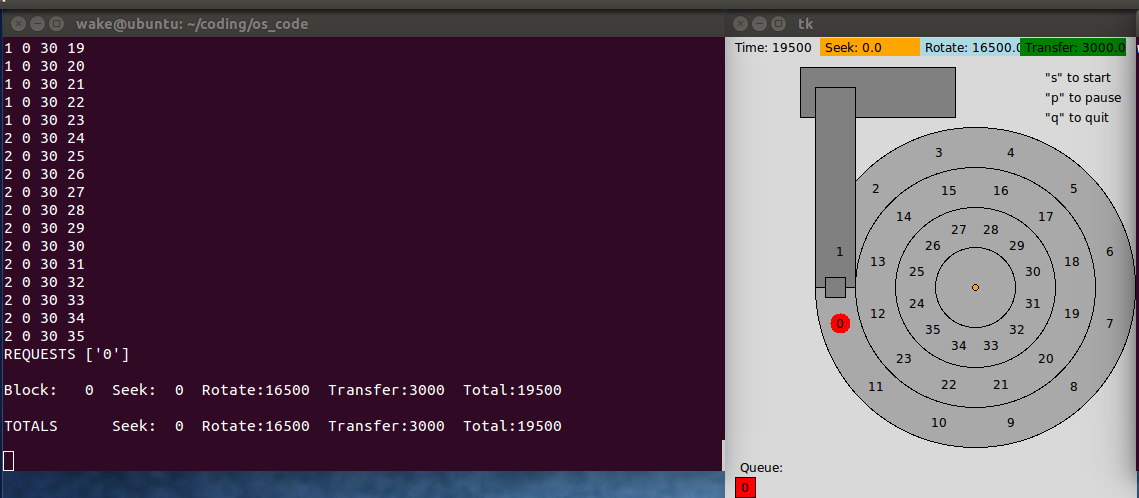 wake@ubuntu: ~/coding/os_code
1 0 30 19
1 0 30 20
1 0 30 21
1 0 30 22
1 0 30 23
2 0 30 24
2 0 30 25
2 0 30 26
2 0 30 27
2 0 30 28
2 0 30 29
2 0 30 30
2 0 30 31
2 0 30 32
2 0 30 33
2 0 30 34
2 0 30 35
REQUESTS ['0']
Block: 0 Seek: 0 Rotate:16500 Transfer:3000 Total:19500
TOTALS Seek: 0 Rotate:16500 Transfer:3000 Total:19500
tk
Time: 19500 Seek: 0.0 Rotate: 16500.0 Transfer: 3000.0
"s" to start
"p" to pause
"q" to quit
3 4
2 15 16 5
14 17
27 28
26 29
1 6
13 18
25 30
24 31
12 19
0 7
35 32
34 33
23 20
11 22 21 8
10 9
Queue:
0